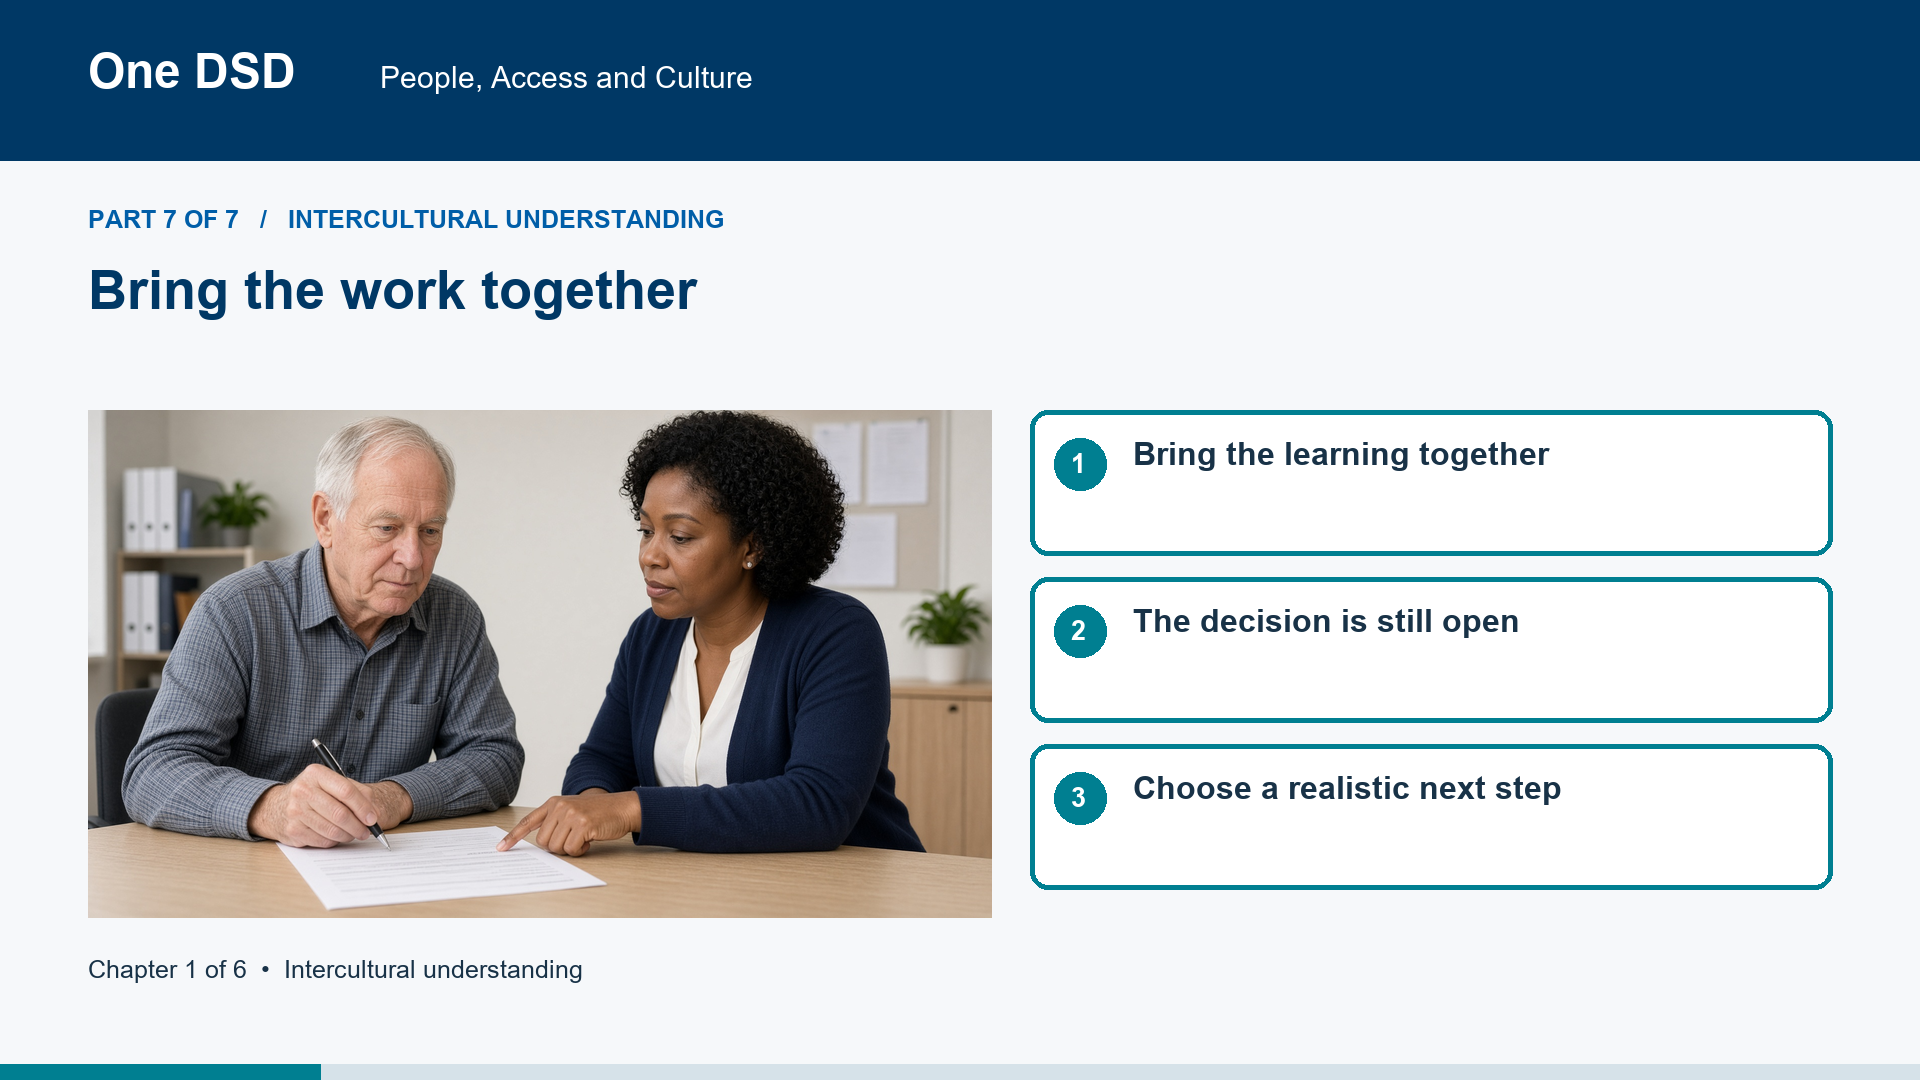 One DSD
People, Access and Culture
PART 7 OF 7 / INTERCULTURAL UNDERSTANDING
Bring the work together
1
Bring the learning together
2
The decision is still open
3
Choose a realistic next step
Chapter 1 of 6 • Intercultural understanding